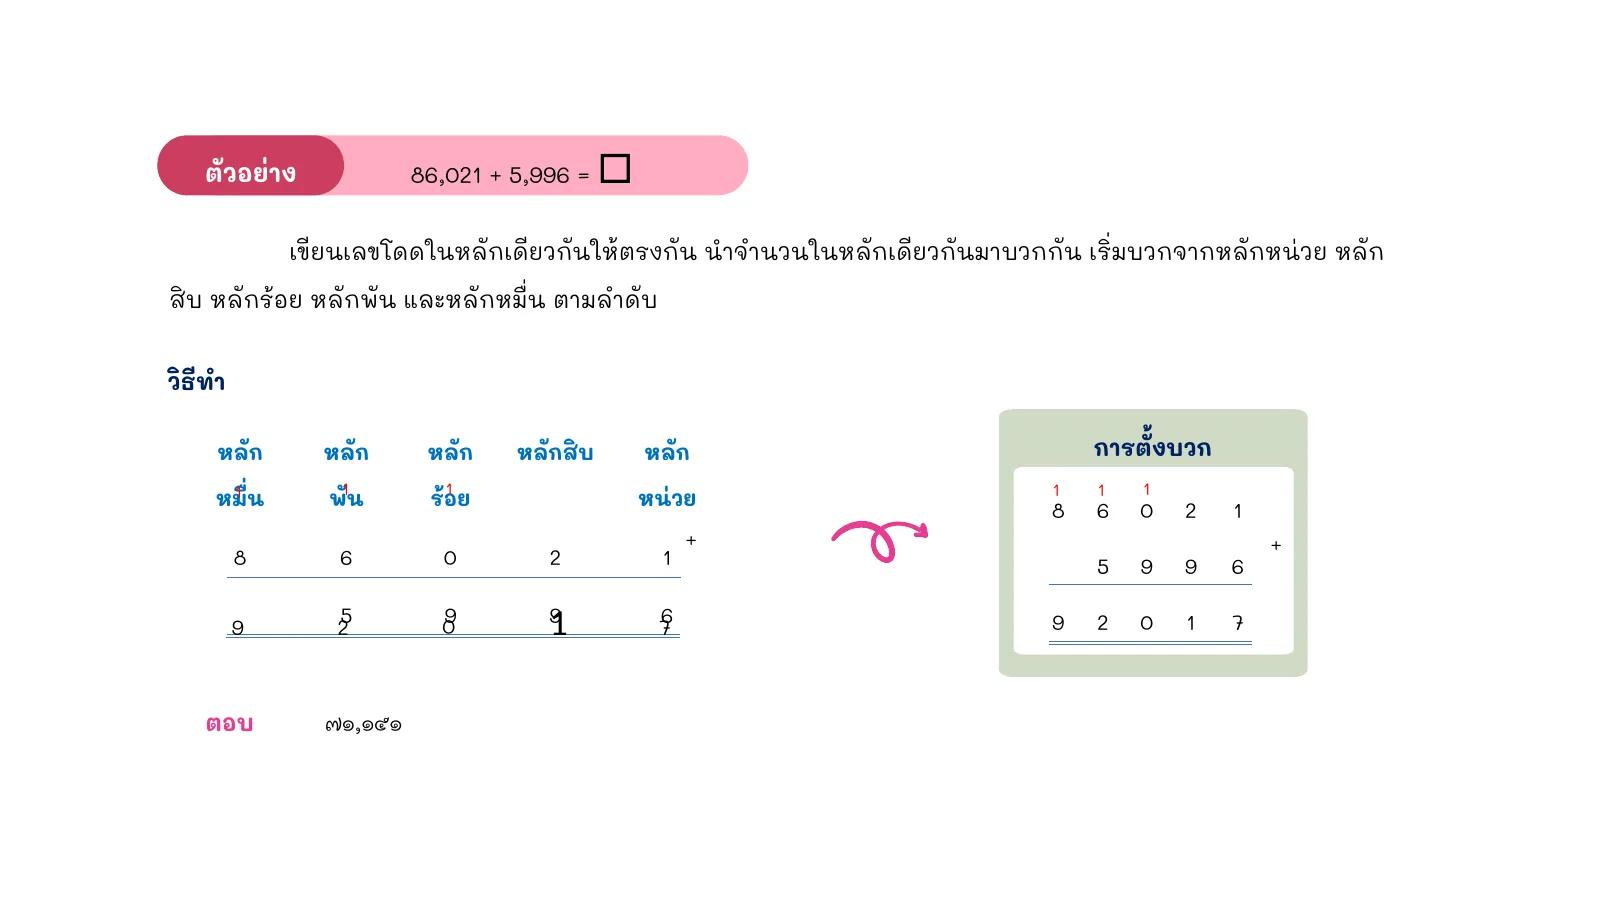 ตัวอย่าง 86,021 + 5,996 = □
เขียนเลขโดดในหลักเดียวกันให้ตรงกัน นำจำนวนในหลักเดียวกันมาบวกกัน เริ่มบวกจากหลักหน่วย หลัก
สิบ หลักร้อย หลักพัน และหลักหมื่น ตามลำดับ
วิธีทำ
หลัก หลัก หลัก หลักสิบ หลัก
หมื่น พัน ร้อย หน่วย
1 1 1
8 6 0 2 1
+
5 9 9 6
9 2 0 1 7
การตั้งบวก
1 1 1
8 6 0 2 1
+
5 9 9 6
9 2 0 1 7
ตอบ ๗๑,๑๕๑